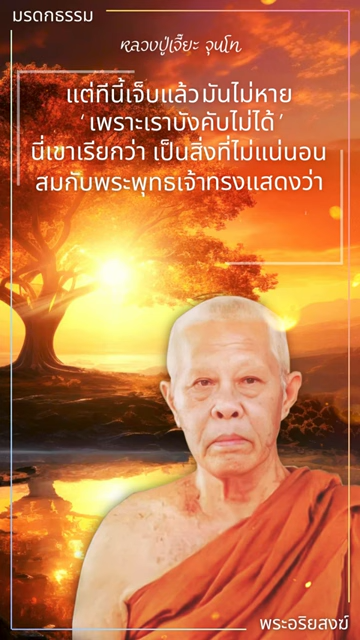 มรดกธรรม
หลวงปู่เจี๊ยะ จุนโท
แต่ทีนี้เจ็บแล้วมันไม่หาย
‘เพราะเราบังคับไม่ได้’
นี่เขาเรียกว่า เป็นสิ่งที่ไม่แน่นอน
สมกับพระพุทธเจ้าทรงแสดงว่า
พระอริยสงฆ์